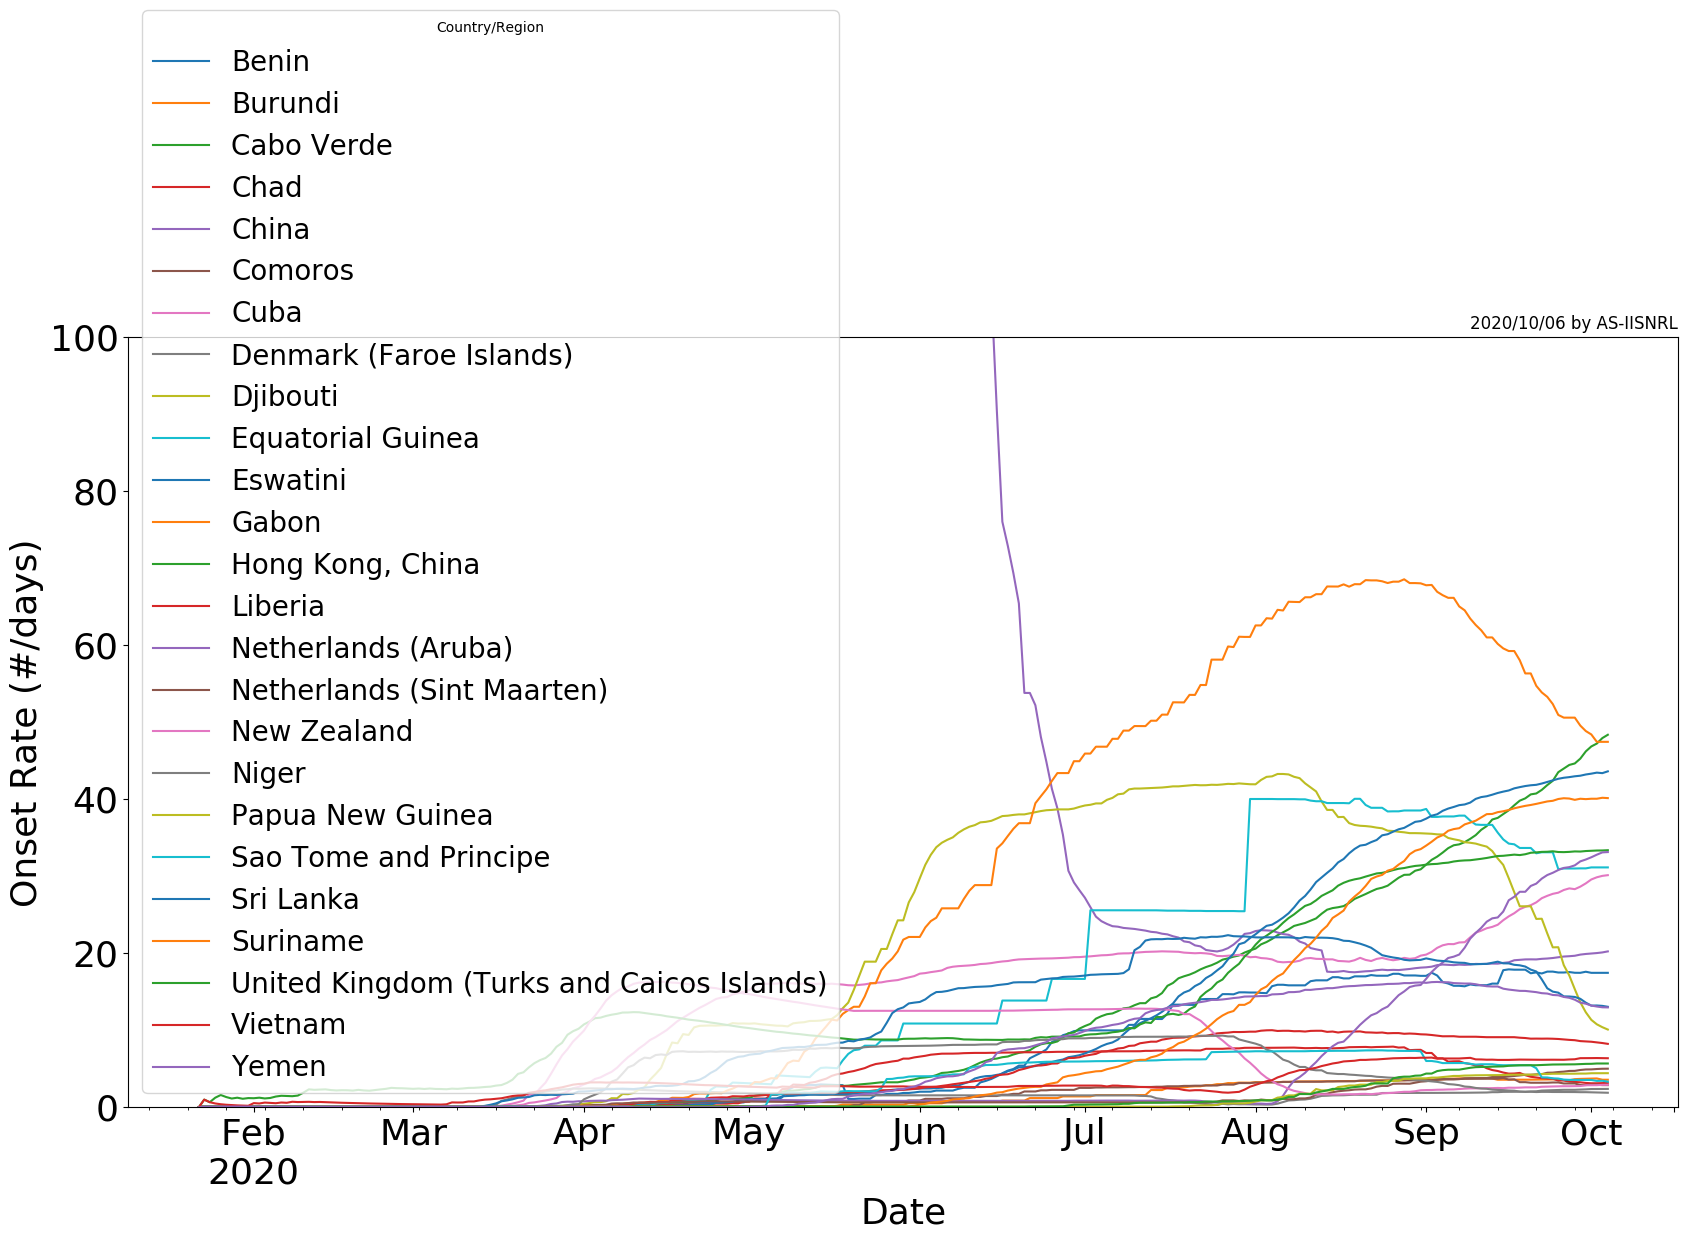 Country/Region
Benin
Burundi
Cabo Verde
Chad
China
Comoros
Cuba
Denmark (Faroe Islands)
Djibouti
Equatorial Guinea
Eswatini
Gabon
Hong Kong, China
Liberia
Netherlands (Aruba)
Netherlands (Sint Maarten)
New Zealand
Niger
Papua New Guinea
Sao Tome and Principe
Sri Lanka
Suriname
United Kingdom (Turks and Caicos Islands)
Vietnam
Yemen
2020/10/06 by AS-IISNRL
100
80
60
40
20
0
Onset Rate (#/days)
Feb Mar Apr May Jun Jul Aug Sep Oct
2020
Date